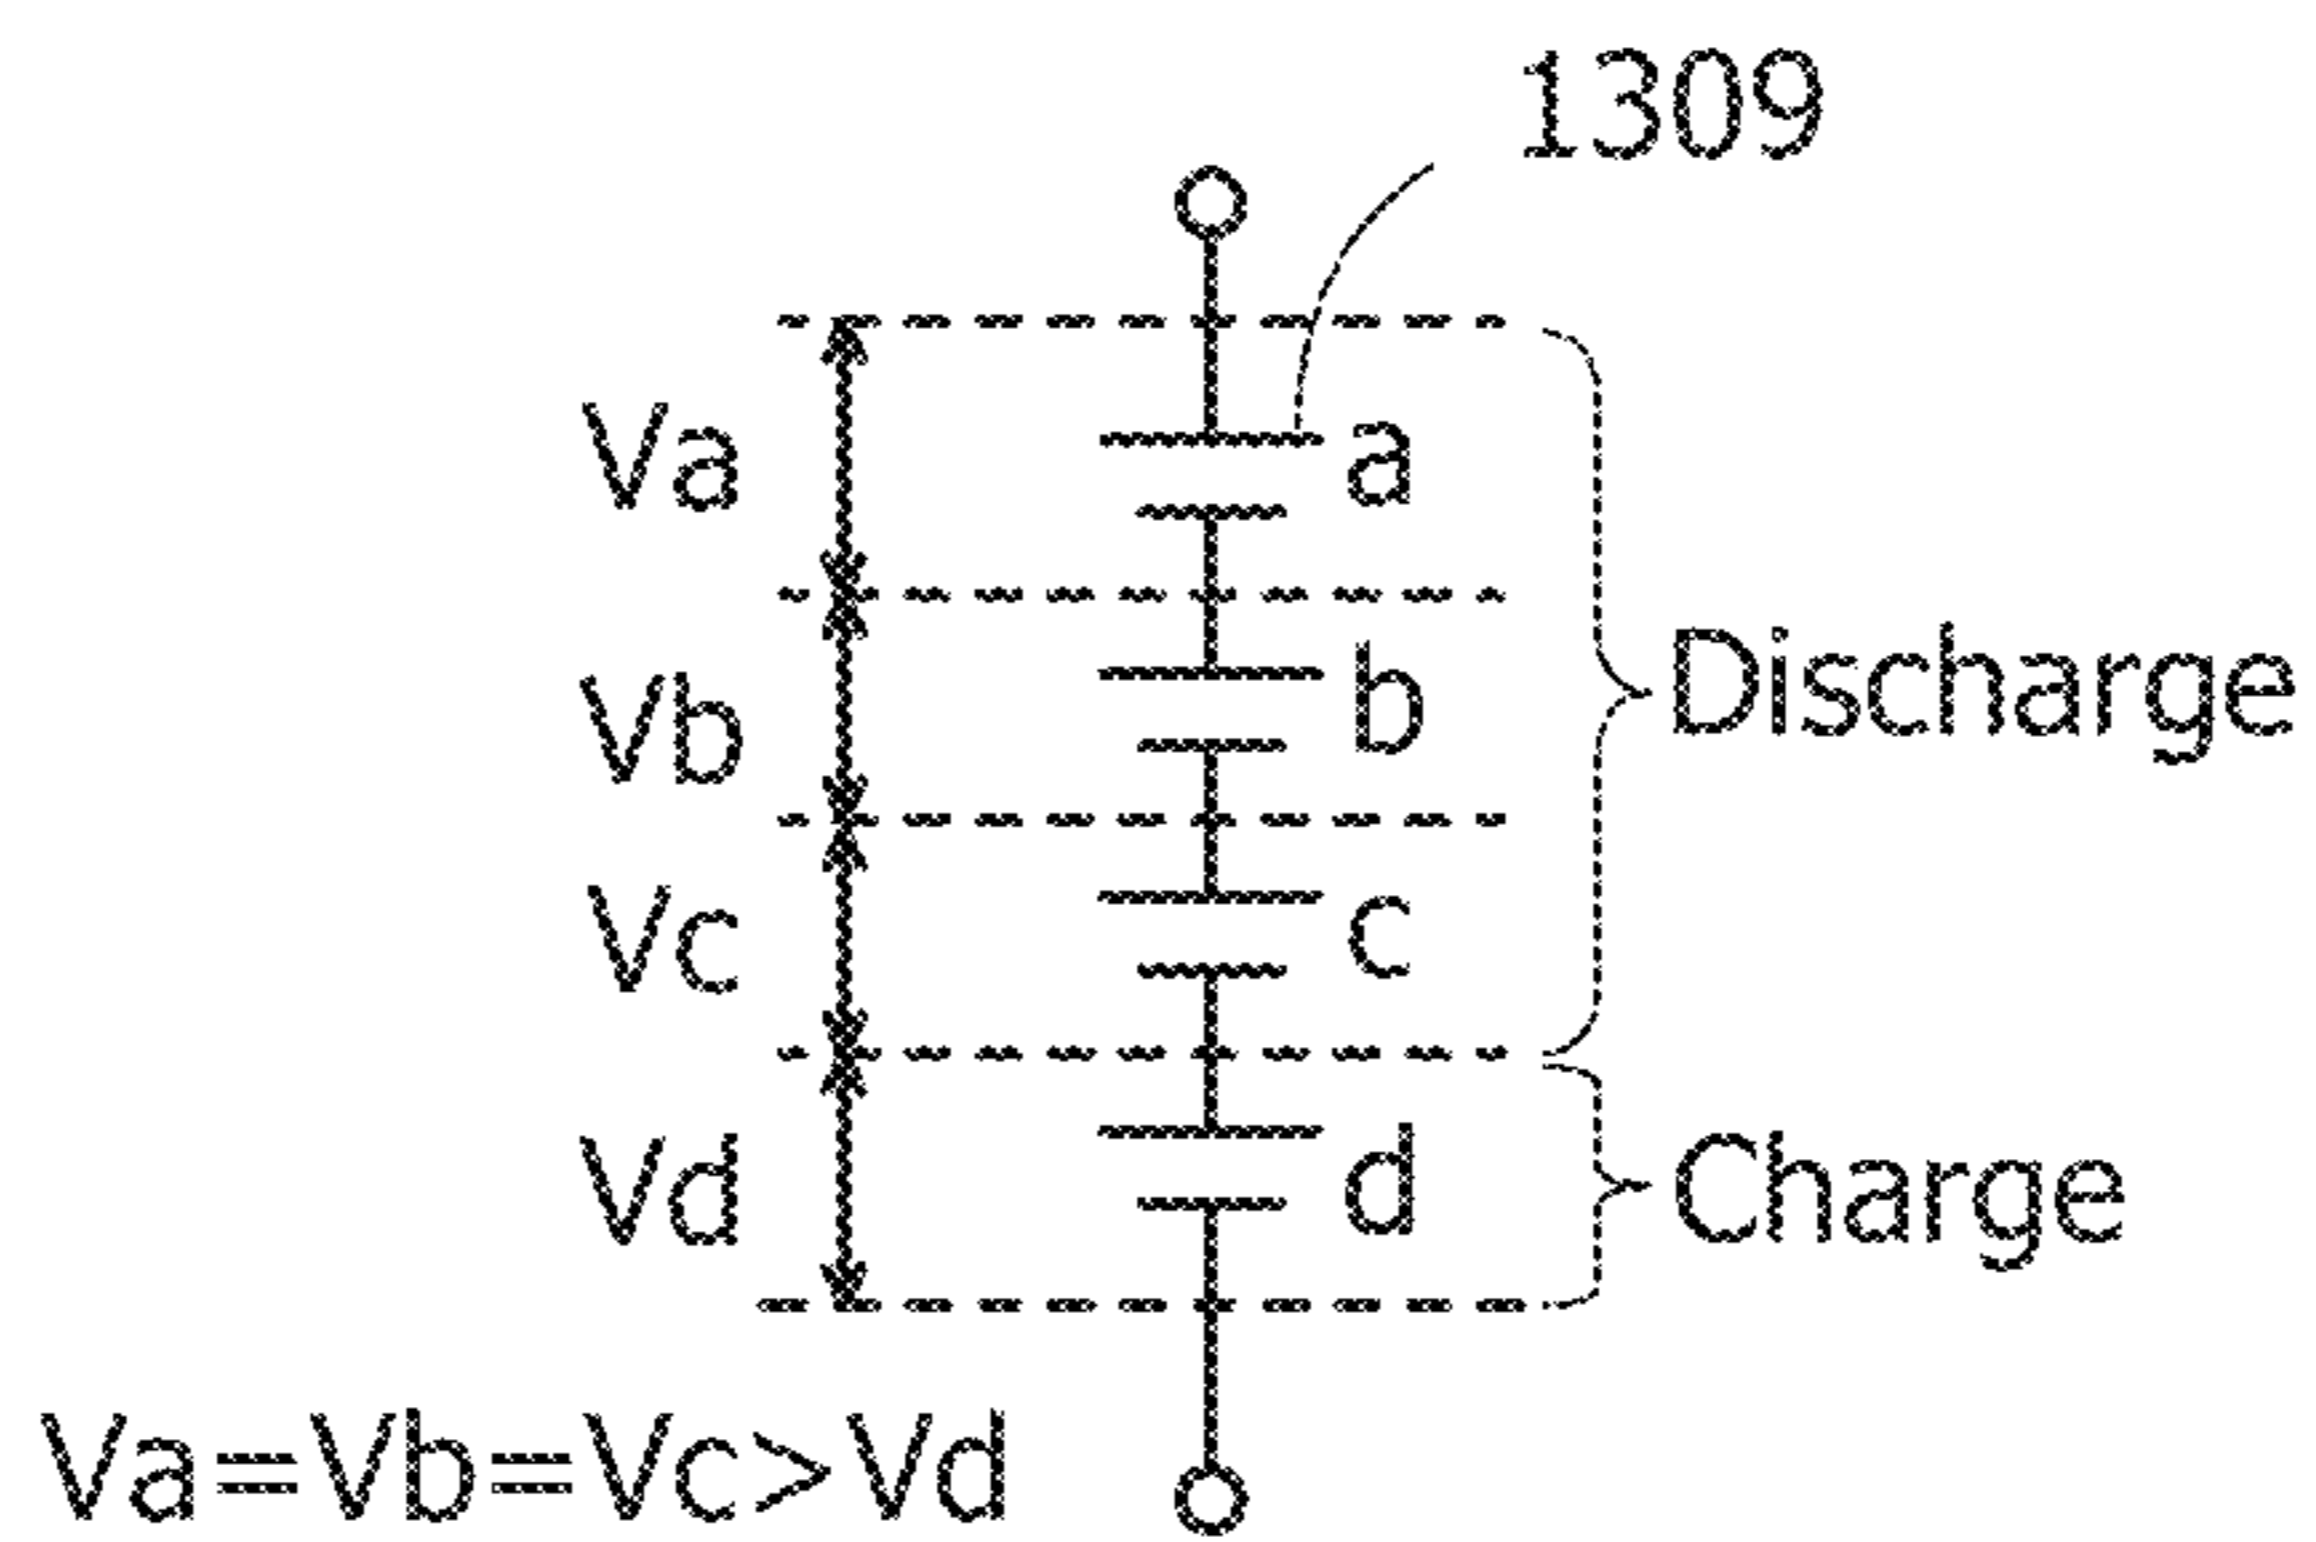 1309
Va
a
Vb
b
Discharge
Vc
c
Vd
d
Charge
Va=Vb=Vc>Vd